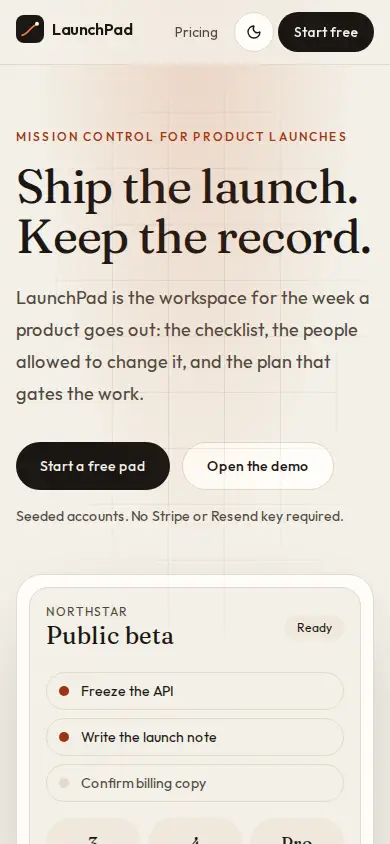 LaunchPad
Pricing
Start free
MISSION CONTROL FOR PRODUCT LAUNCHES
Ship the launch.
Keep the record.
LaunchPad is the workspace for the week a
product goes out: the checklist, the people
allowed to change it, and the plan that
gates the work.
Start a free pad
Open the demo
Seeded accounts. No Stripe or Resend key required.
NORTHSTAR
Public beta
Ready
Freeze the API
Write the launch note
Confirm billing copy
3
4
Pro